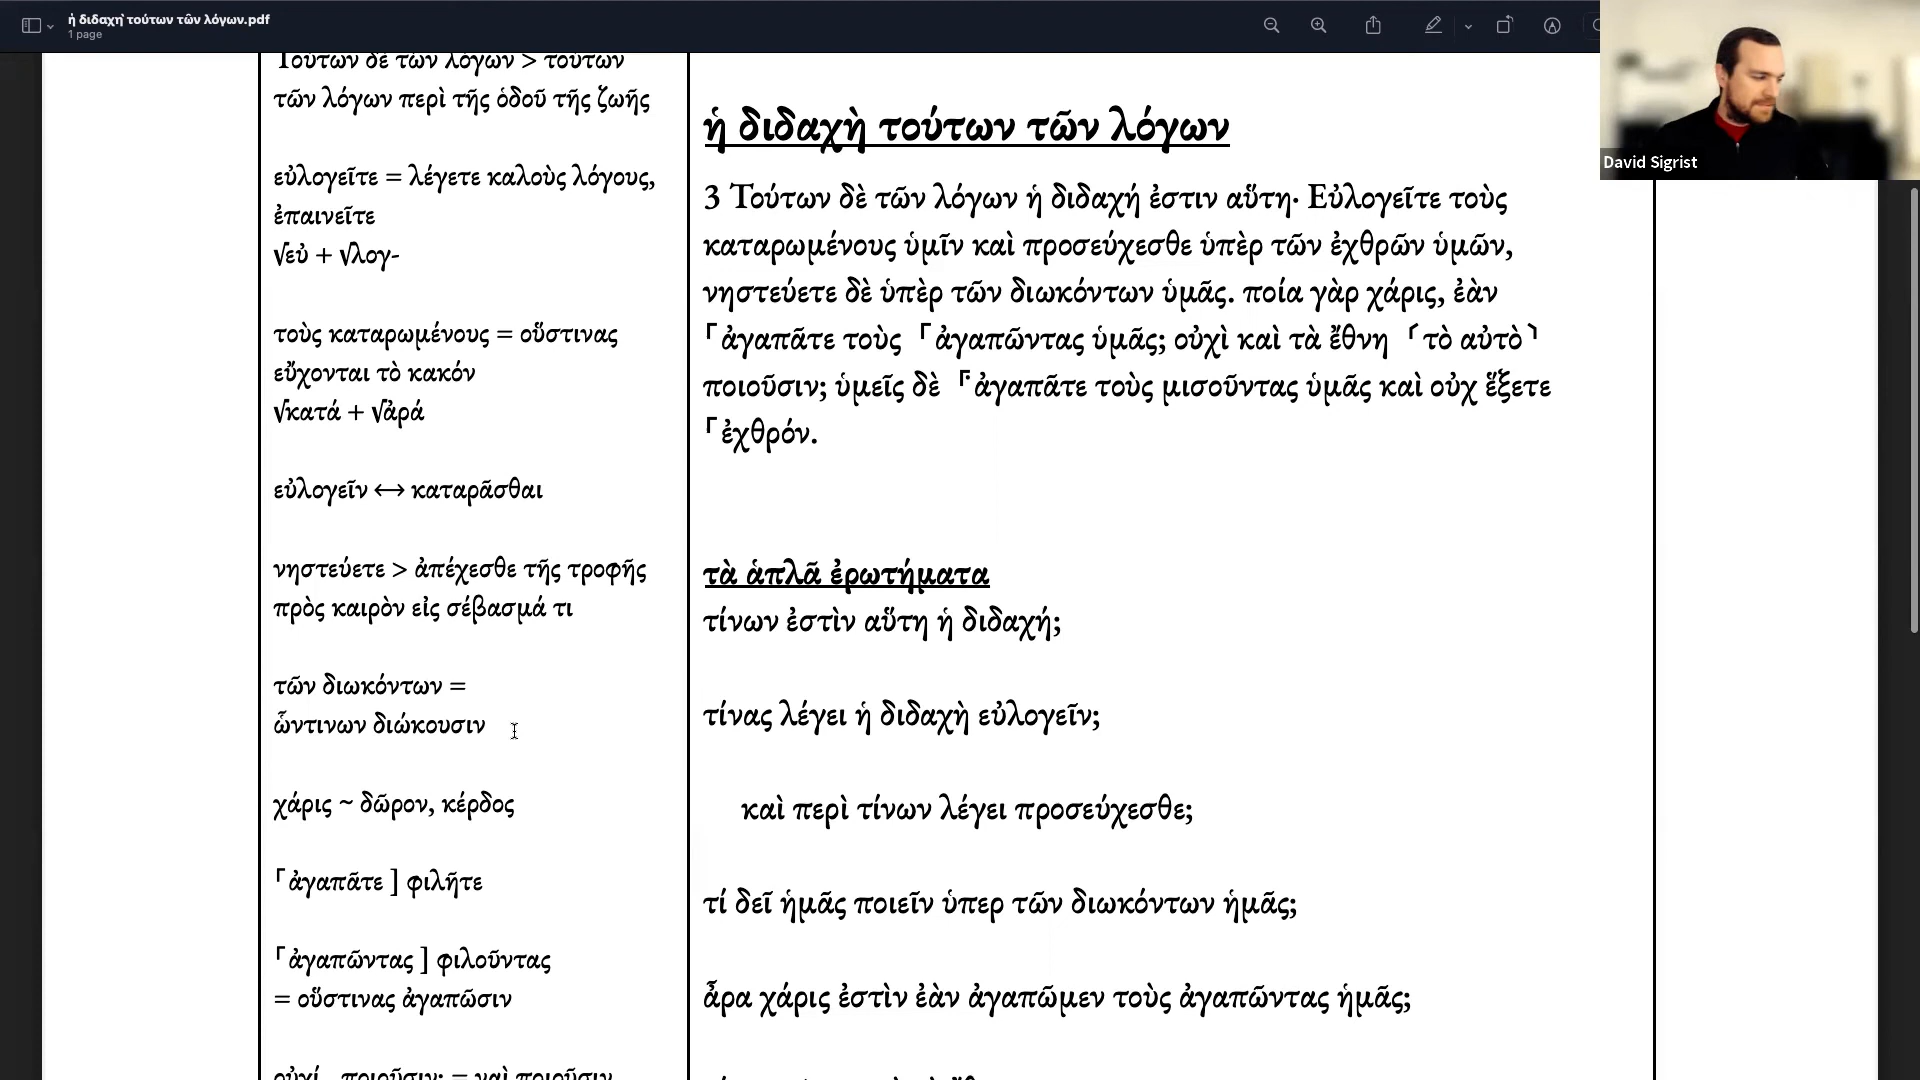 ἡ διδαχὴ τούτων τῶν λόγων.pdf
1 page
David Sigrist
Τούτων δὲ τῶν λόγων > τούτων
τῶν λόγων περὶ τῆς ὁδοῦ τῆς ζωῆς
εὐλογεῖτε = λέγετε καλοὺς λόγους,
ἐπαινεῖτε
√εὐ + √λογ-
τοὺς καταρωμένους = οὕστινας
εὔχονται τὸ κακόν
√κατά + √ἀρά
εὐλογεῖν ↔ καταρᾶσθαι
νηστεύετε > ἀπέχεσθε τῆς τροφῆς
πρὸς καιρὸν εἰς σέβασμά τι
τῶν διωκόντων =
ὧντινων διώκουσιν
χάρις ~ δῶρον, κέρδος
⸀ἀγαπᾶτε ] φιλῆτε
⸀ἀγαπῶντας ] φιλοῦντας
= οὕστινας ἀγαπῶσιν
ἡ διδαχὴ τούτων τῶν λόγων
3 Τούτων δὲ τῶν λόγων ἡ διδαχή ἐστιν αὕτη· Εὐλογεῖτε τοὺς
καταρωμένους ὑμῖν καὶ προσεύχεσθε ὑπὲρ τῶν ἐχθρῶν ὑμῶν,
νηστεύετε δὲ ὑπὲρ τῶν διωκόντων ὑμᾶς. ποία γὰρ χάρις, ἐὰν
⸀ἀγαπᾶτε τοὺς ⸀ἀγαπῶντας ὑμᾶς; οὐχὶ καὶ τὰ ἔθνη ⸂τὸ αὐτὸ⸃
ποιοῦσιν; ὑμεῖς δὲ ⸁ἀγαπᾶτε τοὺς μισοῦντας ὑμᾶς καὶ οὐχ ἕξετε
⸀ἐχθρόν.
τὰ ἁπλᾶ ἐρωτήματα
τίνων ἐστὶν αὕτη ἡ διδαχή;
τίνας λέγει ἡ διδαχὴ εὐλογεῖν;
καὶ περὶ τίνων λέγει προσεύχεσθε;
τί δεῖ ἡμᾶς ποιεῖν ὑπερ τῶν διωκόντων ἡμᾶς;
ἆρα χάρις ἐστὶν ἐὰν ἀγαπῶμεν τοὺς ἀγαπῶντας ἡμᾶς;